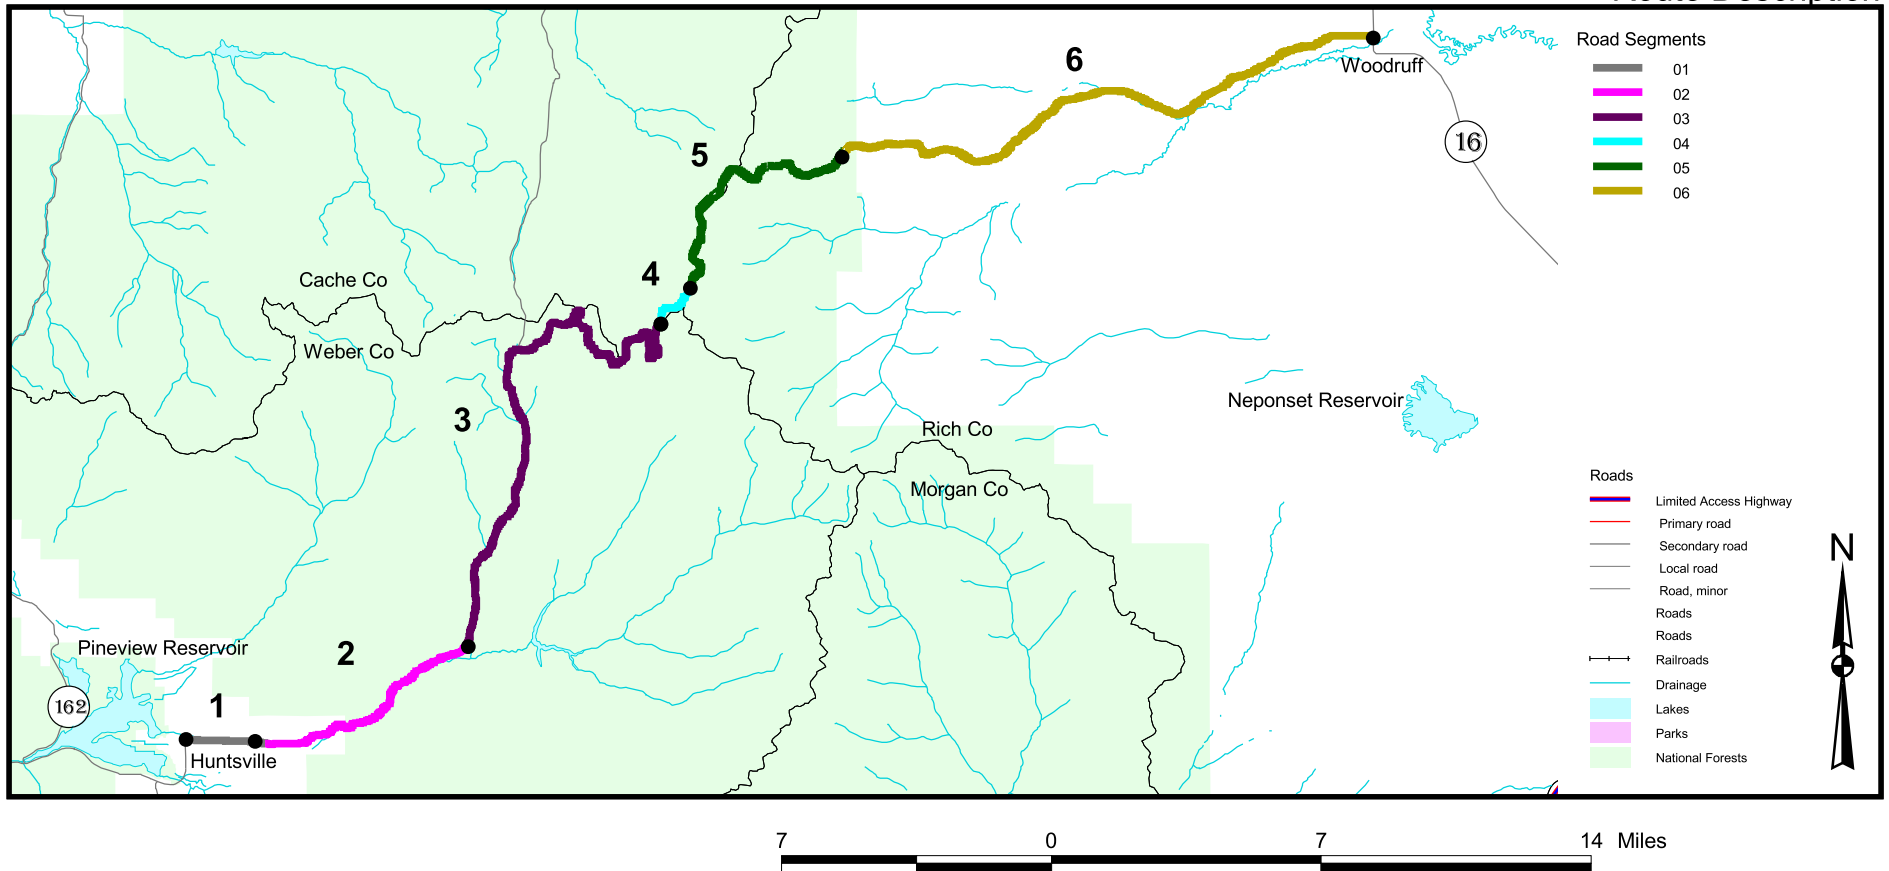 Route Description
6
Woodruff
16
5
4
Cache Co
Weber Co
3
Neponset Reservoir
Rich Co
Morgan Co
Pineview Reservoir
2
1
162
Huntsville
Road Segments
01
02
03
04
05
06
Roads
Limited Access Highway
Primary road
Secondary road
Local road
Road, minor
Roads
Roads
Railroads
Drainage
Lakes
Parks
National Forests
N
7 0 7 14 Miles